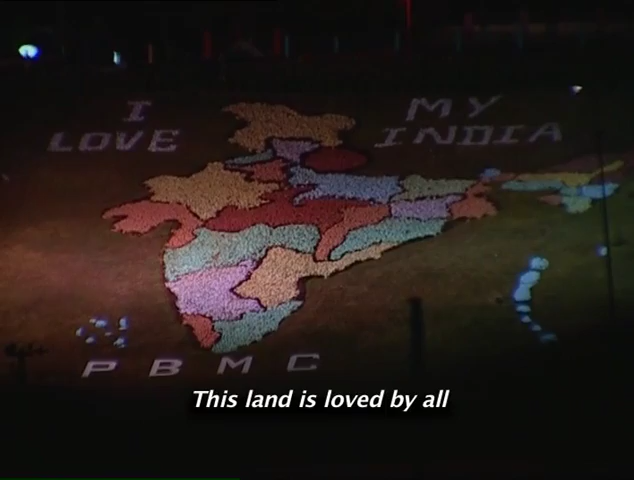 I
LOVE
MY
INDIA
PBMC
This land is loved by all